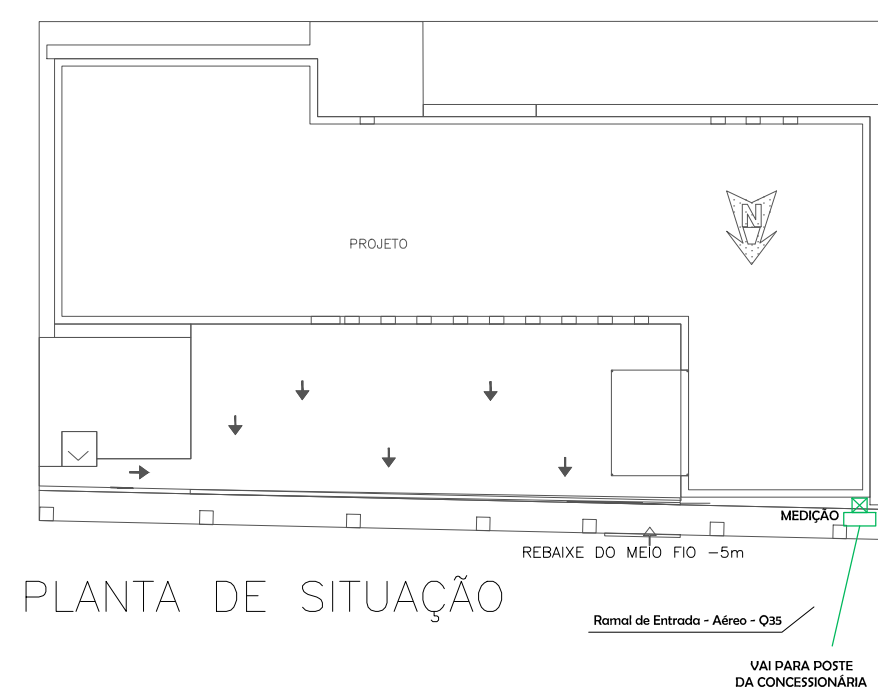 N
PROJETO
MEDIÇÃO
REBAIXE DO MEIO FIO -5m
PLANTA DE SITUAÇÃO
Ramal de Entrada - Aéreo - Q35
VAI PARA POSTE
DA CONCESSIONÁRIA